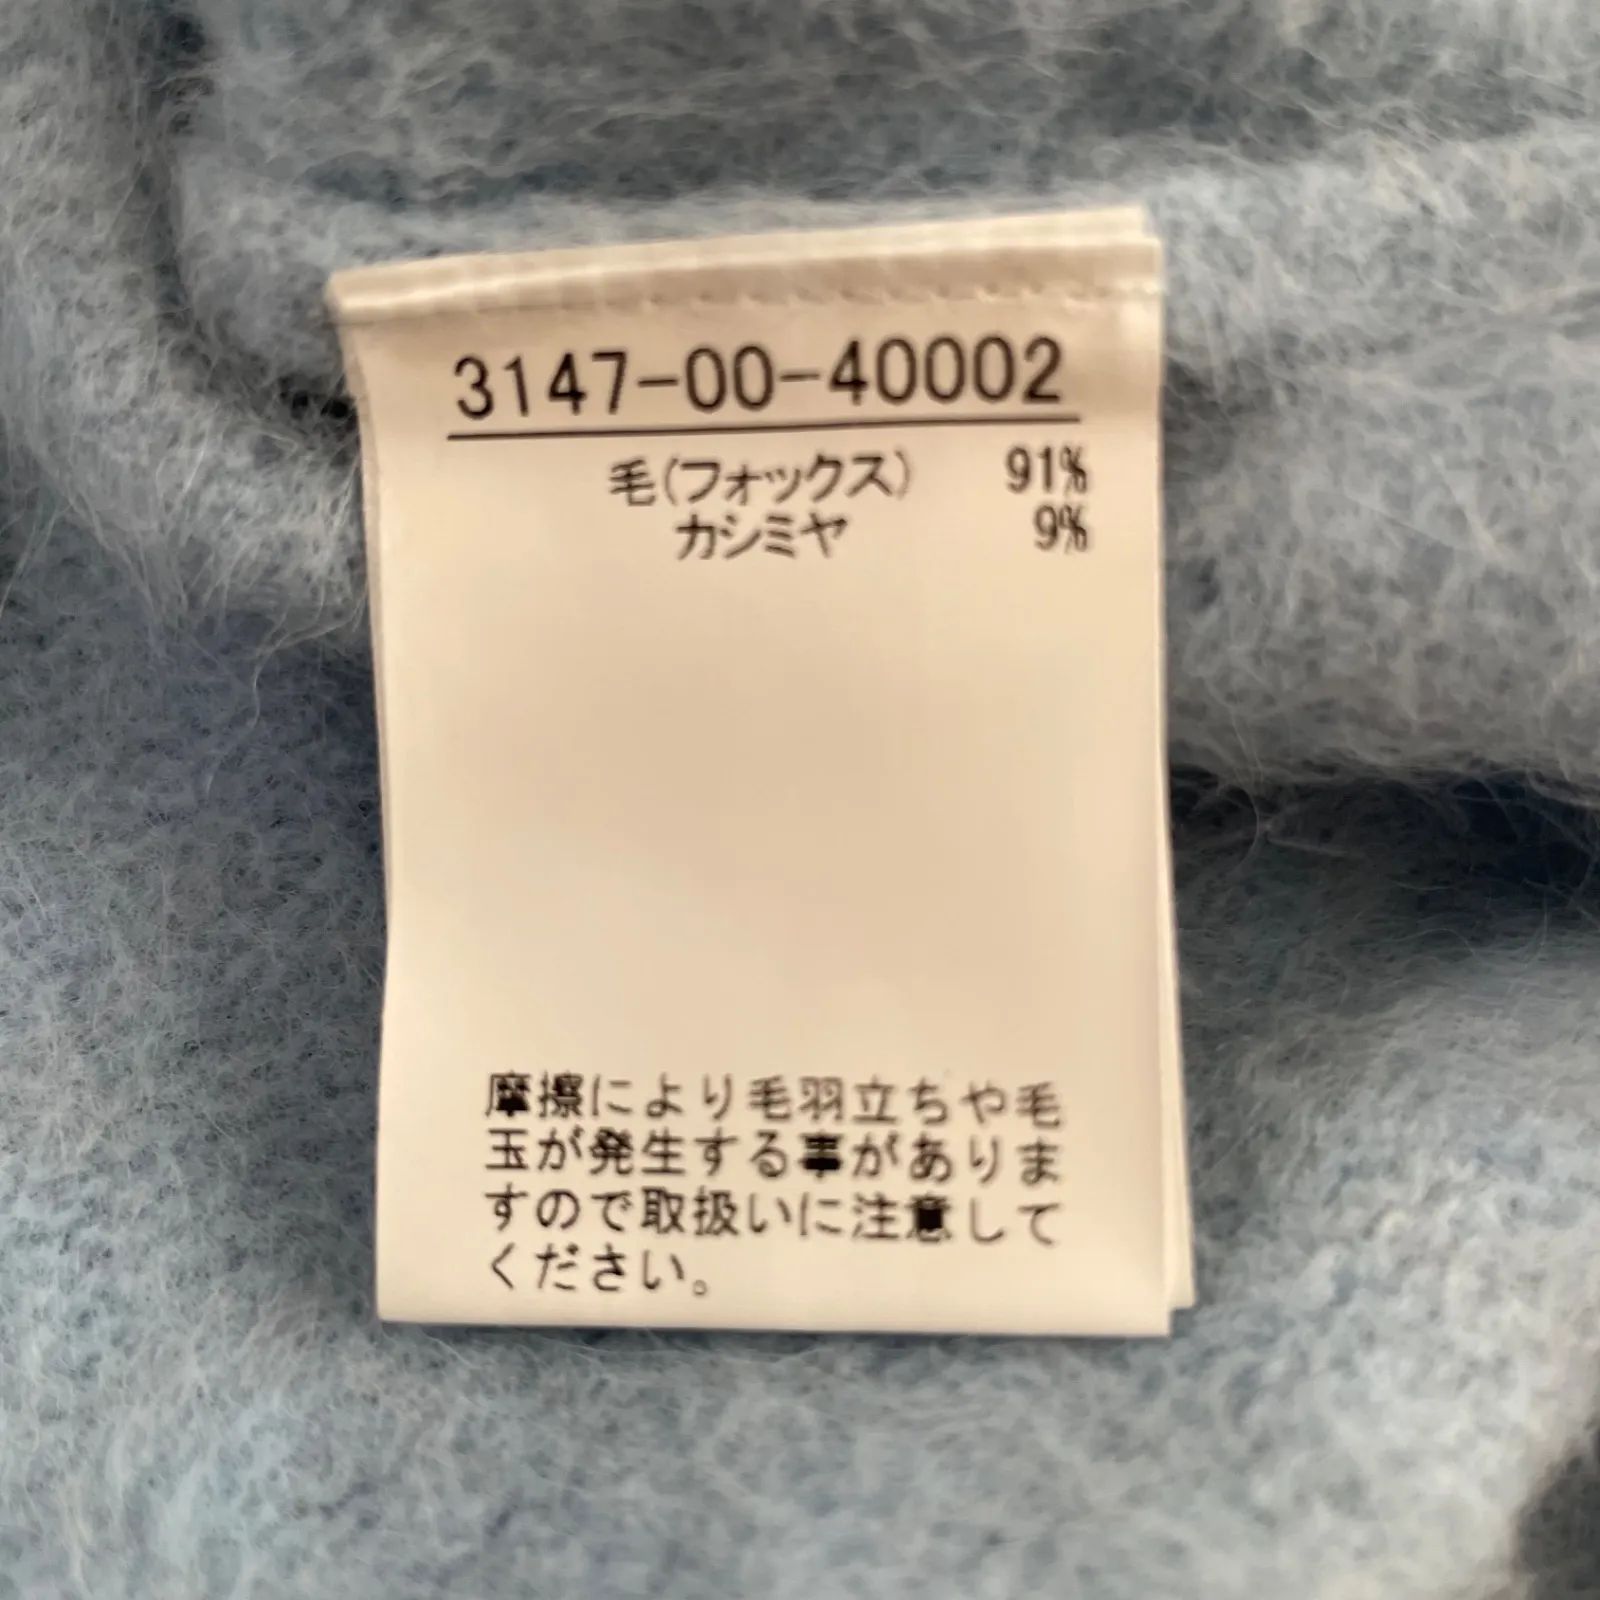 3147-00-40002
毛(フォックス) 91%
カシミヤ 9%
摩擦により毛羽立ちや毛
玉が発生する事がありま
すので取扱いに注意して
ください。